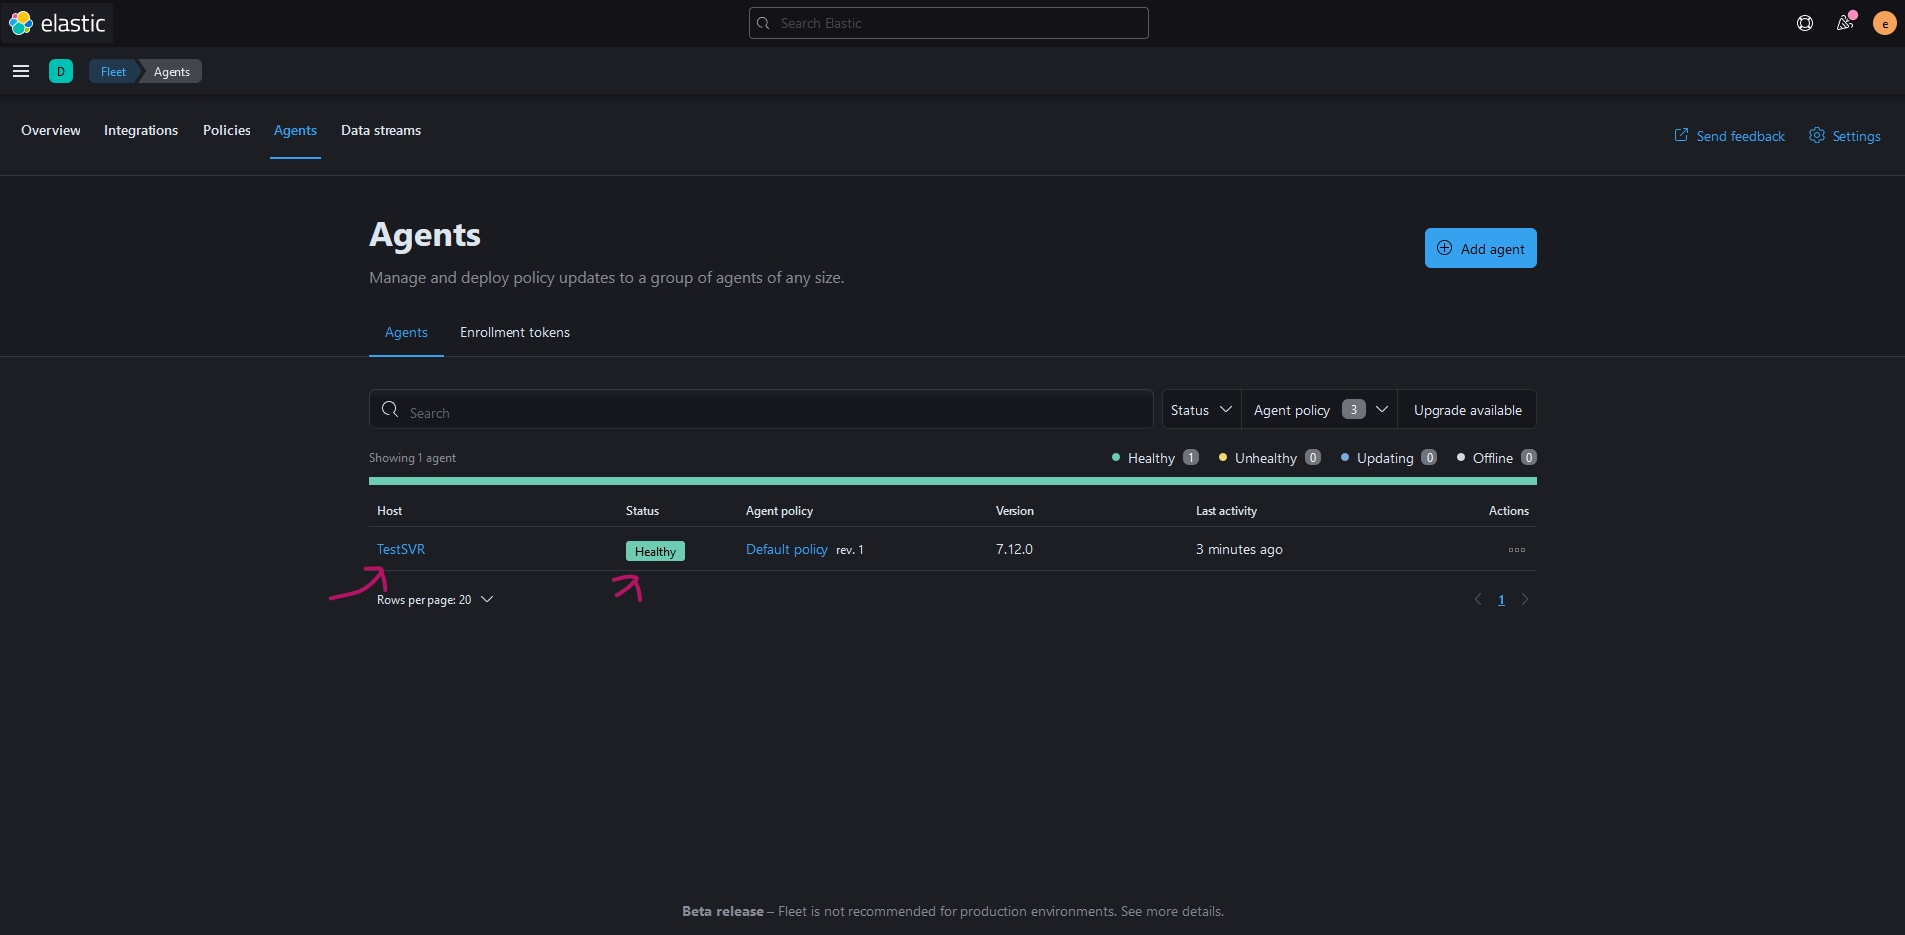 elastic
Search Elastic
e
D
Fleet
Agents
Overview
Integrations
Policies
Agents
Data streams
Send feedback
Settings
Agents
Add agent
Manage and deploy policy updates to a group of agents of any size.
Agents
Enrollment tokens
Search
Status
Agent policy 3
Upgrade available
Showing 1 agent
Healthy 1
Unhealthy 0
Updating 0
Offline 0
Host Status Agent policy Version Last activity Actions
TestSVR Healthy Default policy rev. 1 7.12.0 3 minutes ago
Rows per page: 20
1
Beta release – Fleet is not recommended for production environments. See more details.